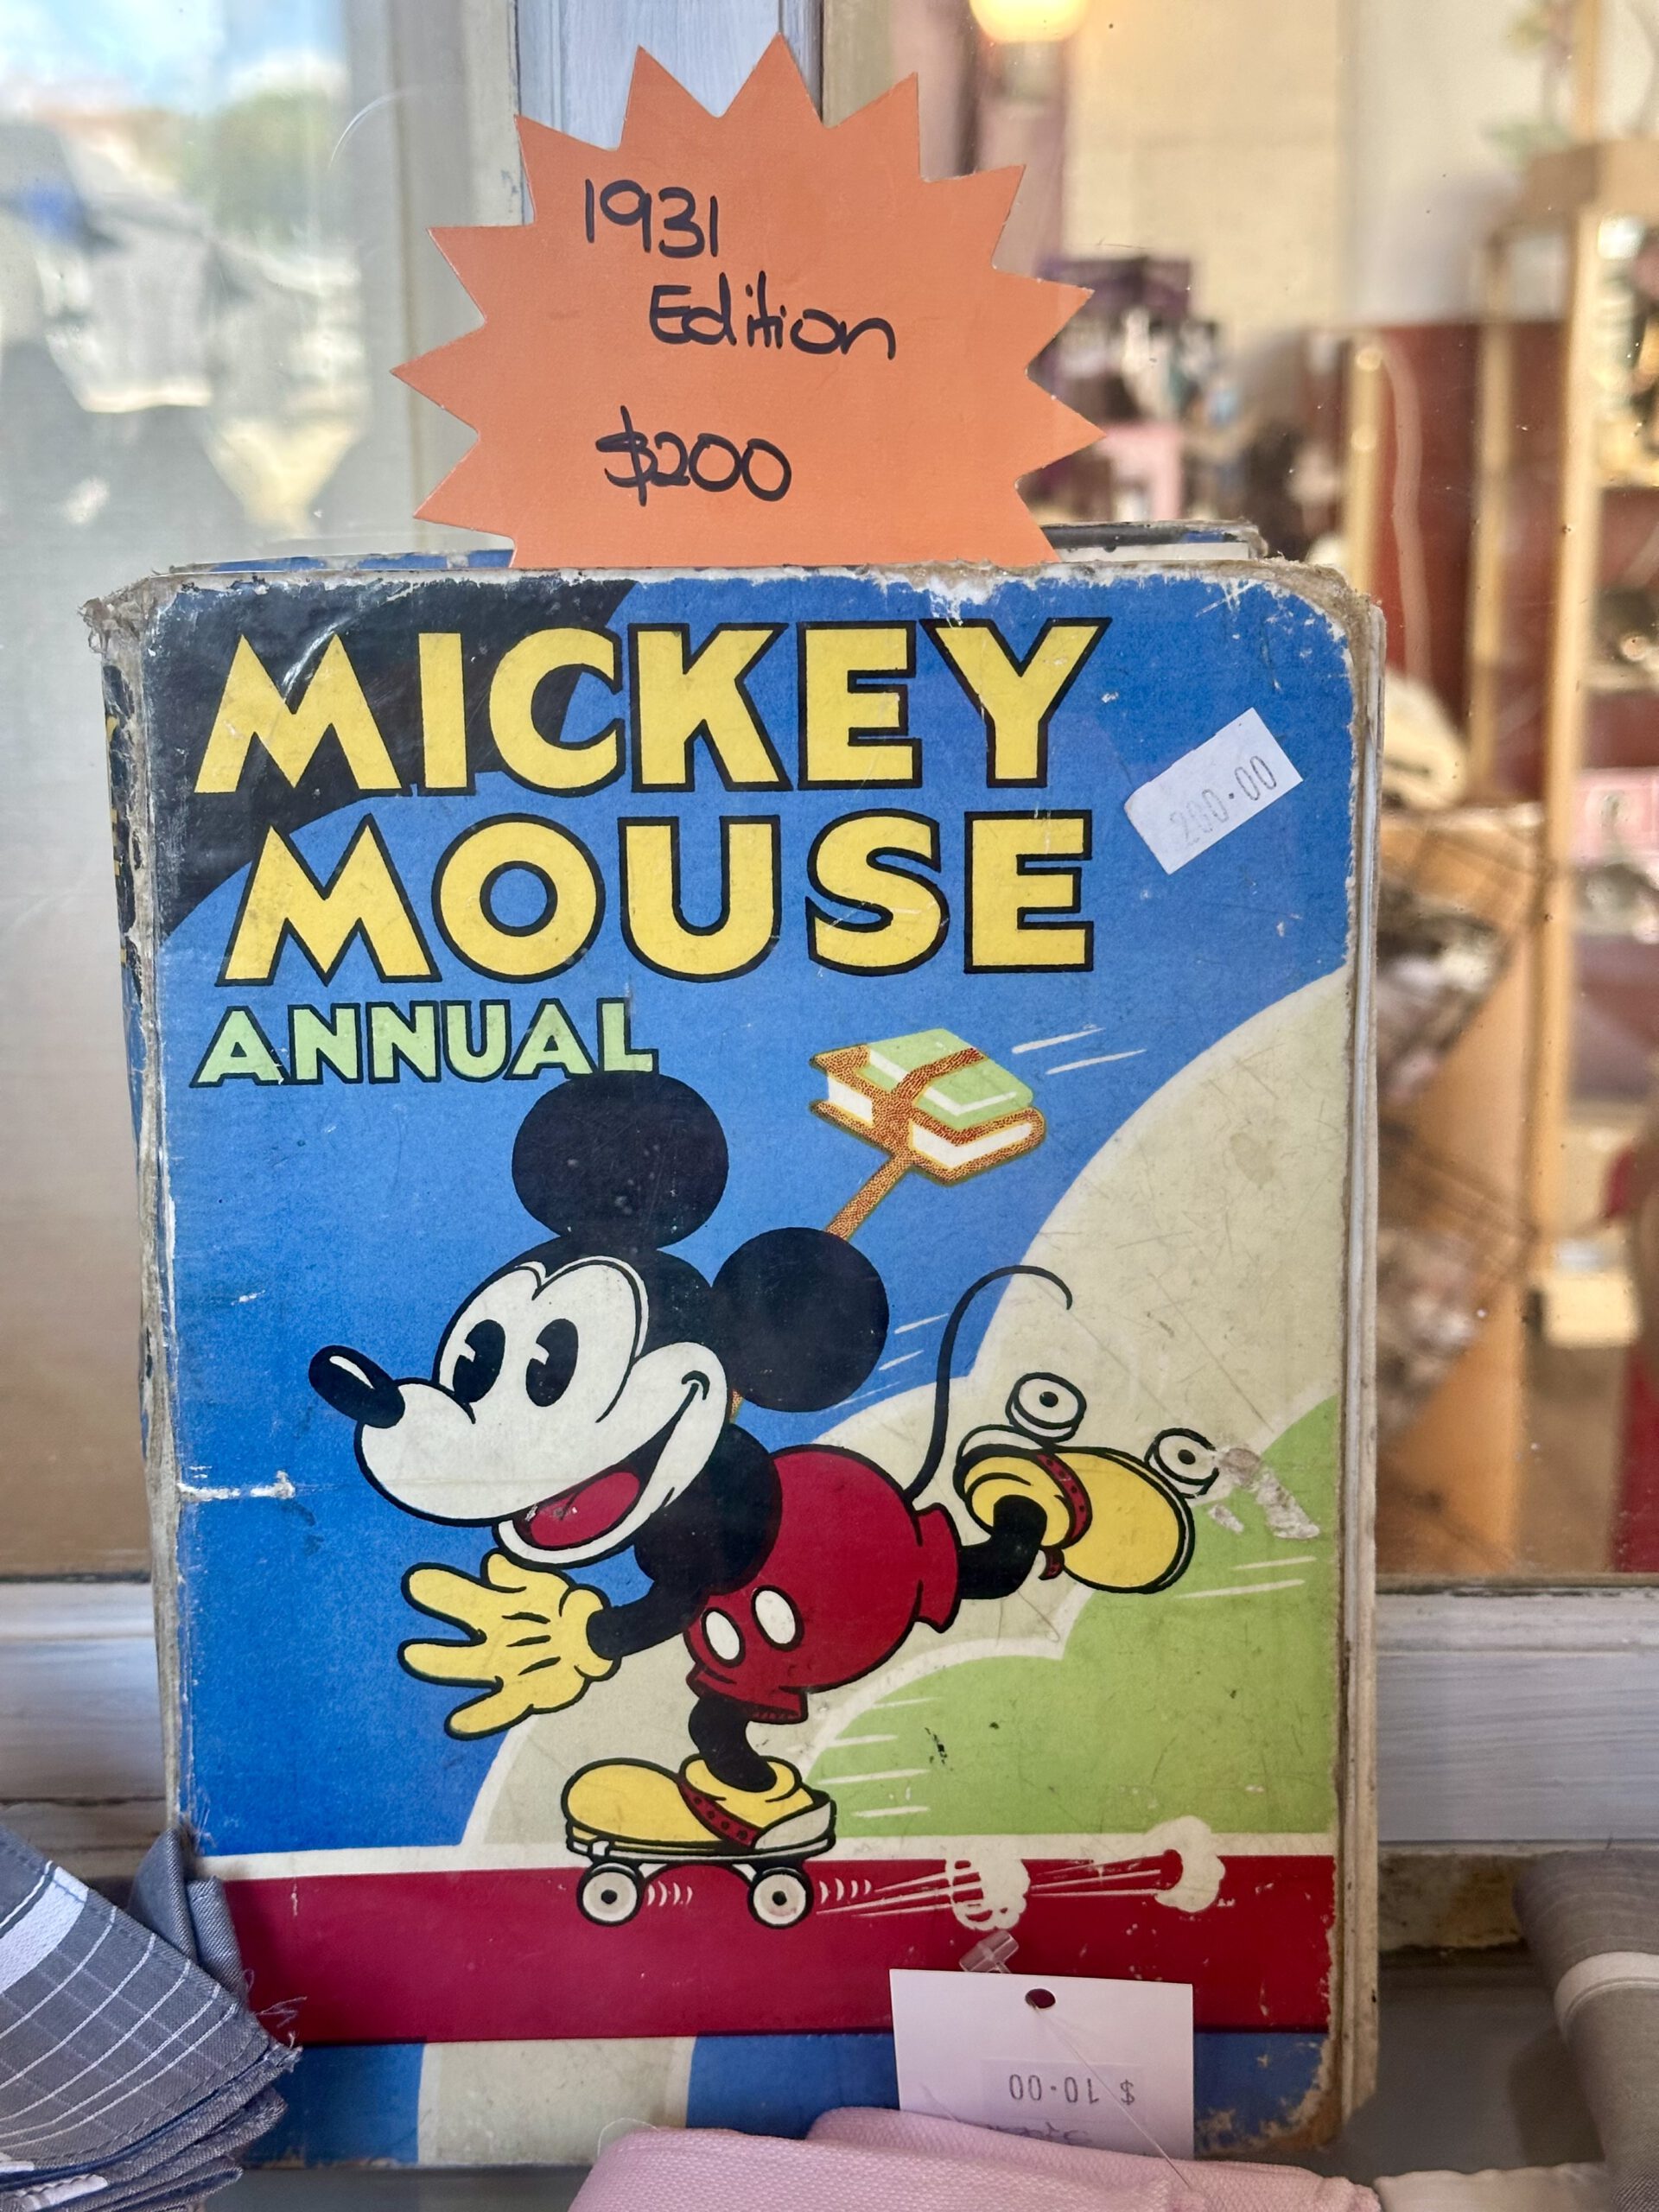 1931
Edition
$200
MICKEY
MOUSE
ANNUAL
200.00
$ 10.00